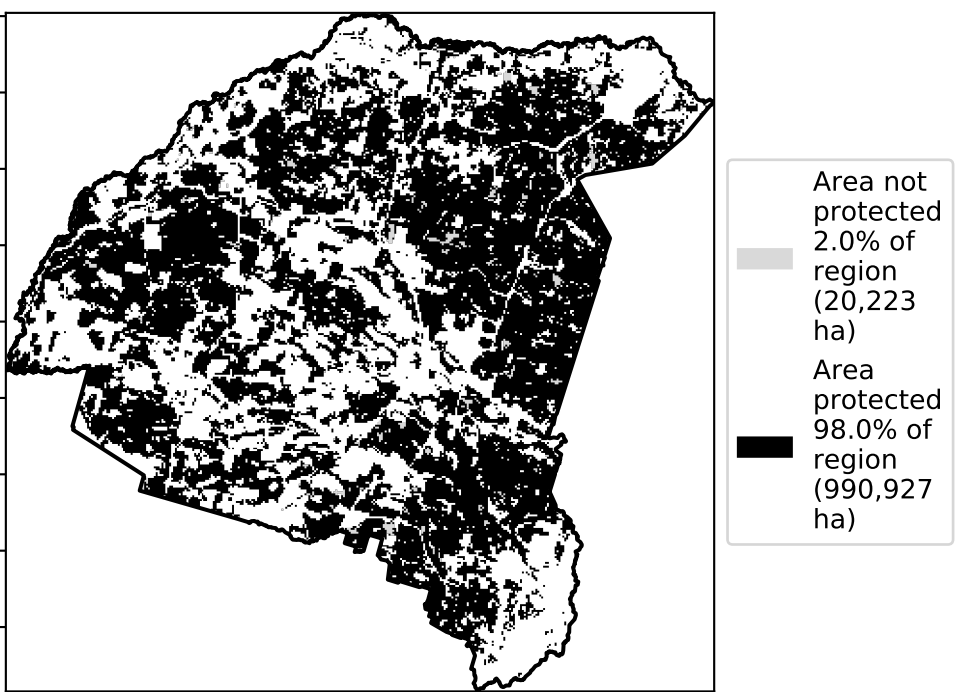 Area not
protected
2.0% of
region
(20,223
ha)
Area
protected
98.0% of
region
(990,927
ha)